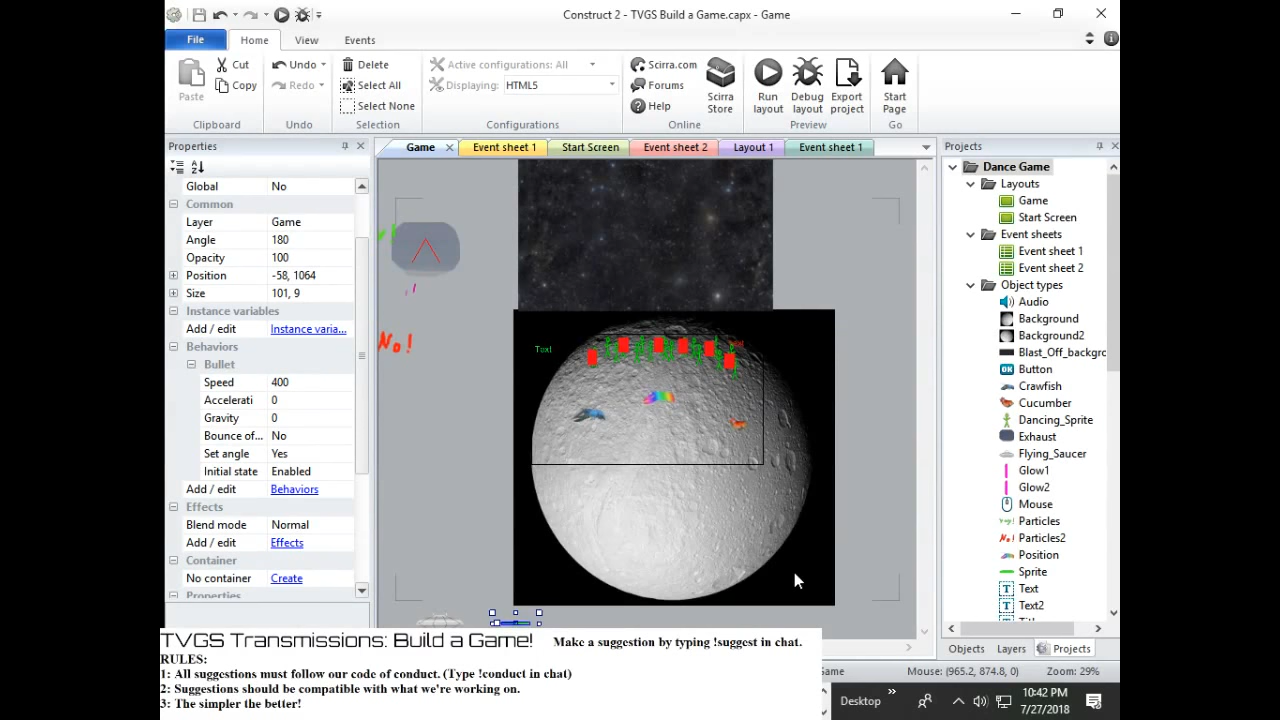 Construct 2 - TVGS Build a Game.capx - Game
File
Home
View
Events
Paste
Cut
Copy
Clipboard
Undo
Redo
Undo
Delete
Select All
Select None
Selection
Active configurations: All
Displaying: HTML5
Configurations
Scirra.com
Forums
Help
Scirra Store
Online
Run layout
Debug layout
Export project
Preview
Start Page
Go
Properties
Global No
Common
Layer Game
Angle 180
Opacity 100
Position -58, 1064
Size 101, 9
Instance variables
Add / edit Instance varia...
Behaviors
Bullet
Speed 400
Accelerati 0
Gravity 0
Bounce of... No
Set angle Yes
Initial state Enabled
Add / edit Behaviors
Effects
Blend mode Normal
Add / edit Effects
Container
No container Create
Properties
Game
Event sheet 1
Start Screen
Event sheet 2
Layout 1
Event sheet 1
Text
No!
Projects
Dance Game
Layouts
Game
Start Screen
Event sheets
Event sheet 1
Event sheet 2
Object types
Audio
Background
Background2
Blast_Off_backgrc
OK Button
Crawfish
Cucumber
Dancing_Sprite
Exhaust
Flying_Saucer
Glow1
Glow2
Mouse
Particles
No! Particles2
Position
Sprite
T Text
T Text2
Objects Layers Projects
ame Mouse: (965.2, 874.8, 0) Zoom: 29%
TVGS Transmissions: Build a Game! Make a suggestion by typing !suggest in chat.
RULES:
1: All suggestions must follow our code of conduct. (Type !conduct in chat)
2: Suggestions should be compatible with what we're working on.
3: The simpler the better!
Desktop
10:42 PM
7/27/2018